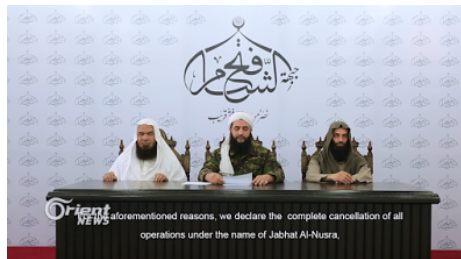 جبهة
فتح الشام
Orient
NEWS
aforementioned reasons, we declare the complete cancellation of all
operations under the name of Jabhat Al-Nusra,